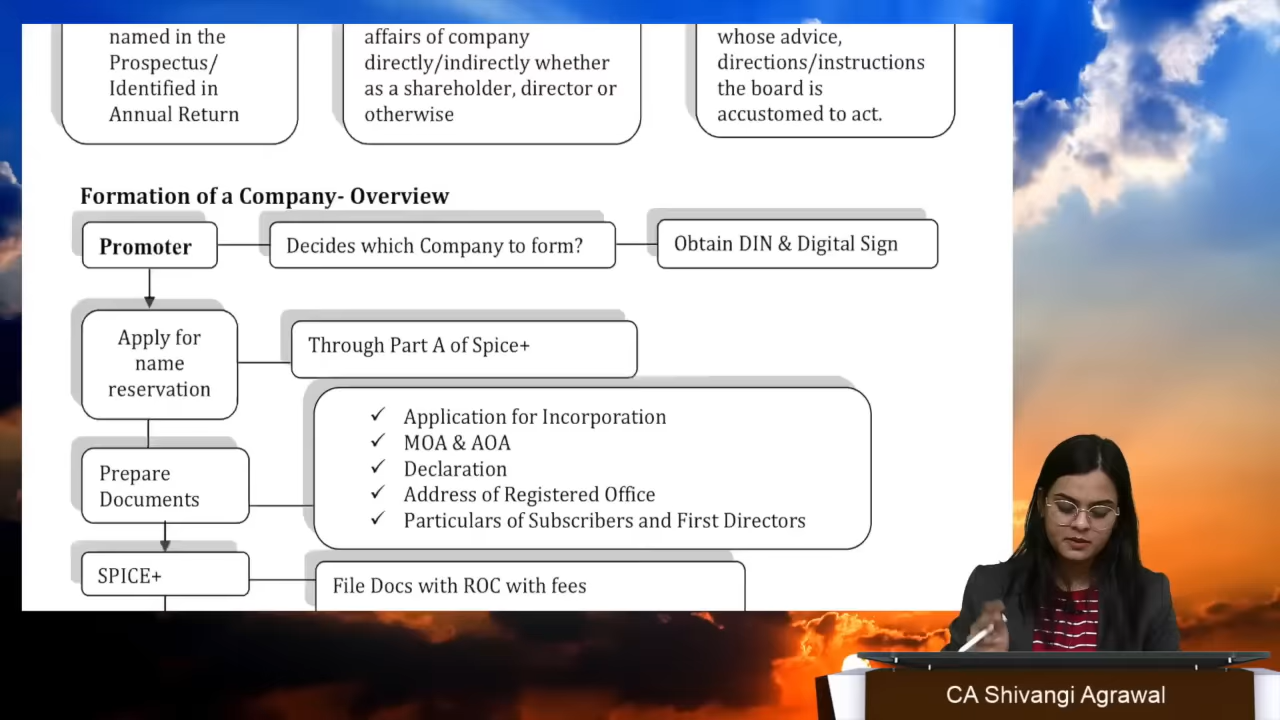 named in the
Prospectus/
Identified in
Annual Return
affairs of company
directly/indirectly whether
as a shareholder, director or
otherwise
whose advice,
directions/instructions
the board is
accustomed to act.
Formation of a Company- Overview
Promoter
Decides which Company to form?
Obtain DIN & Digital Sign
Apply for
name
reservation
Through Part A of Spice+
✓ Application for Incorporation
✓ MOA & AOA
✓ Declaration
✓ Address of Registered Office
✓ Particulars of Subscribers and First Directors
Prepare
Documents
SPICE+
File Docs with ROC with fees
CA Shivangi Agrawal